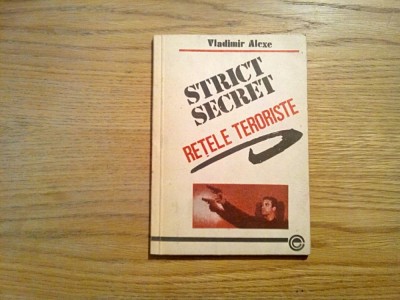 Vladimir Alexe
STRICT
SECRET
REȚELE TERORISTE